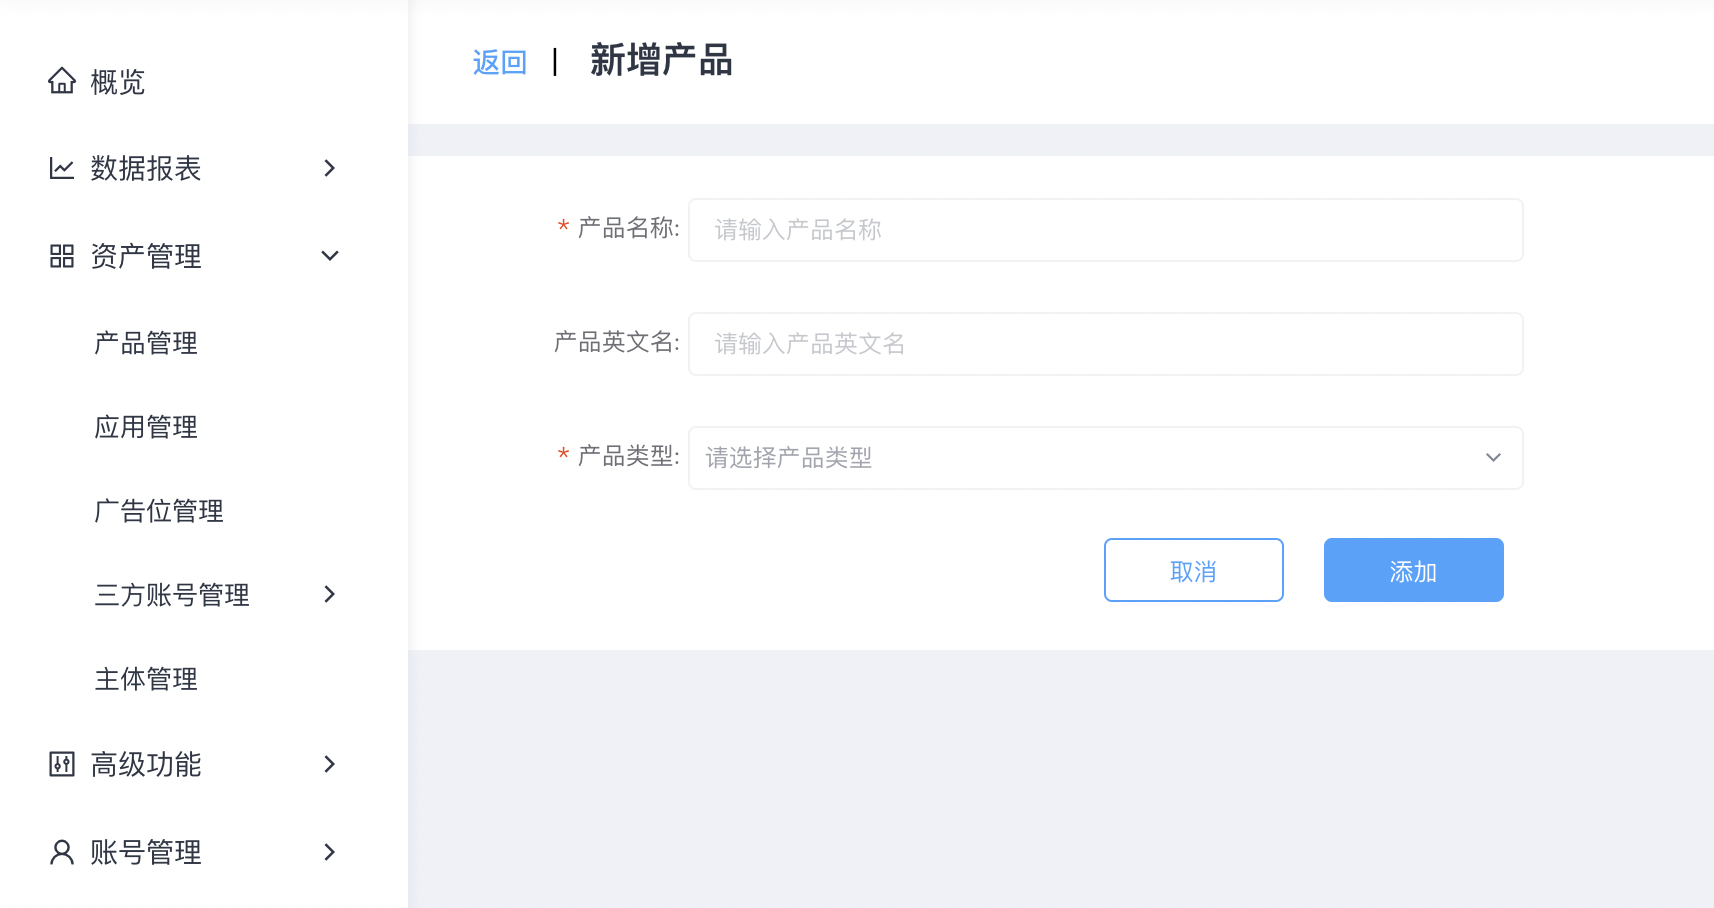 概览
数据报表
资产管理
产品管理
应用管理
广告位管理
三方账号管理
主体管理
高级功能
账号管理
返回 | 新增产品
* 产品名称: 请输入产品名称
产品英文名: 请输入产品英文名
* 产品类型: 请选择产品类型
取消 添加